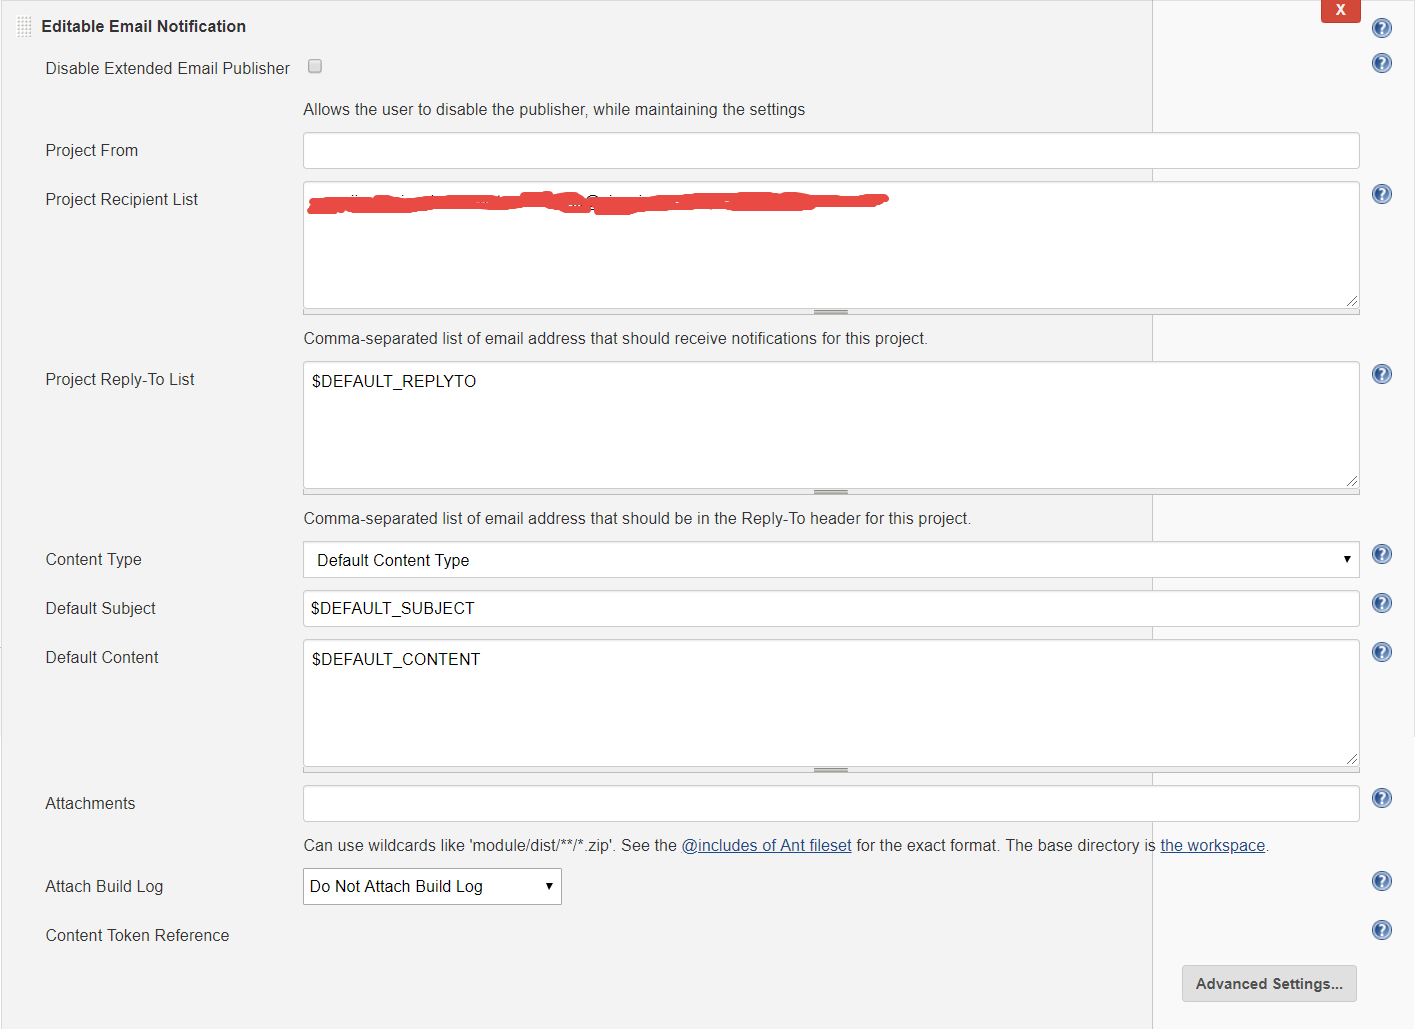 X
Editable Email Notification
Disable Extended Email Publisher
Allows the user to disable the publisher, while maintaining the settings
Project From
Project Recipient List
Comma-separated list of email address that should receive notifications for this project.
Project Reply-To List
$DEFAULT_REPLYTO
Comma-separated list of email address that should be in the Reply-To header for this project.
Content Type
Default Content Type
Default Subject
$DEFAULT_SUBJECT
Default Content
$DEFAULT_CONTENT
Attachments
Can use wildcards like 'module/dist/**/*.zip'. See the @includes of Ant fileset for the exact format. The base directory is the workspace.
Attach Build Log
Do Not Attach Build Log
Content Token Reference
Advanced Settings...